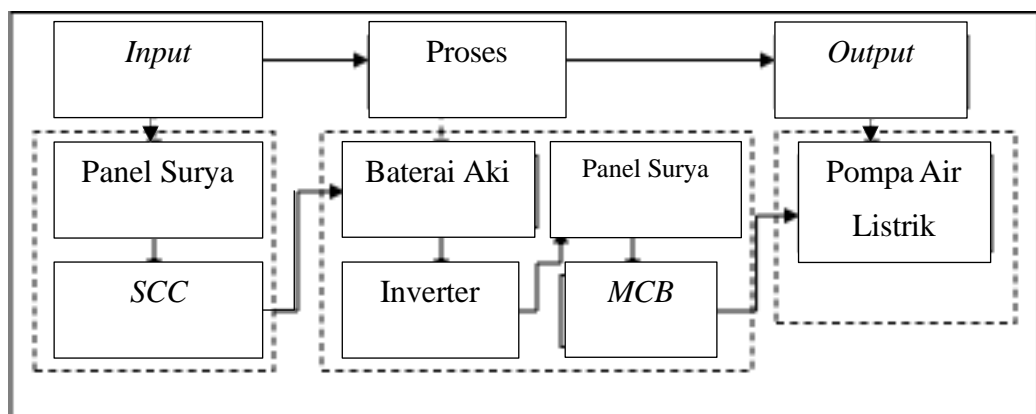 Input
Proses
Output
Panel Surya
SCC
Baterai Aki
Inverter
Panel Surya
MCB
Pompa Air
Listrik